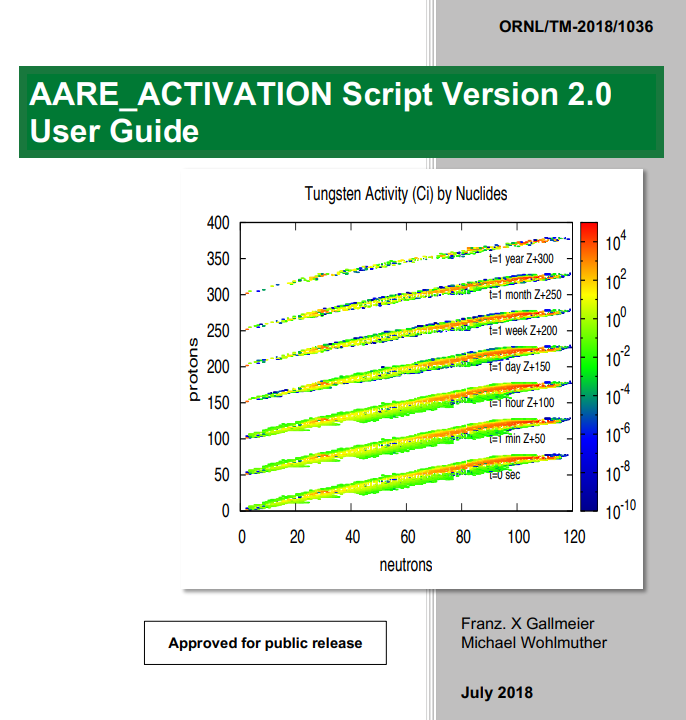 ORNL/TM-2018/1036
AARE_ACTIVATION Script Version 2.0
User Guide
Tungsten Activity (Ci) by Nuclides
400
350
300
250
200
150
100
50
0
protons
t=1 year Z+300
t=1 month Z+250
t=1 week Z+200
t=1 day Z+150
t=1 hour Z+100
t=1 min Z+50
t=0 sec
0 20 40 60 80 100 120
neutrons
10^4
10^2
10^0
10^-2
10^-4
10^-6
10^-8
10^-10
Approved for public release
Franz. X Gallmeier
Michael Wohlmuther
July 2018